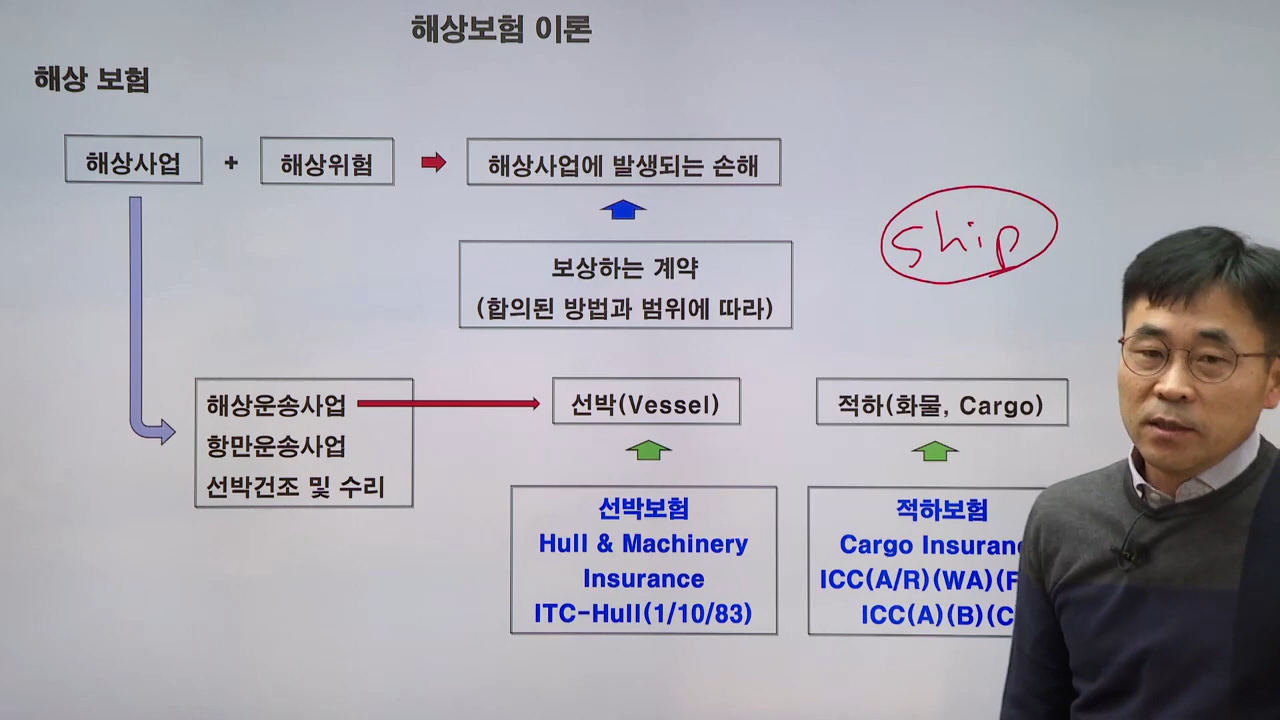 해상보험 이론
해상 보험
해상사업 + 해상위험 해상사업에 발생되는 손해
ship
보상하는 계약
(합의된 방법과 범위에 따라)
해상운송사업
항만운송사업
선박건조 및 수리
선박(Vessel)
적하(화물, Cargo)
선박보험
Hull & Machinery
Insurance
ITC-Hull(1/10/83)
적하보험
Cargo
ICC(A/R)(WA)
ICC(A)(B)